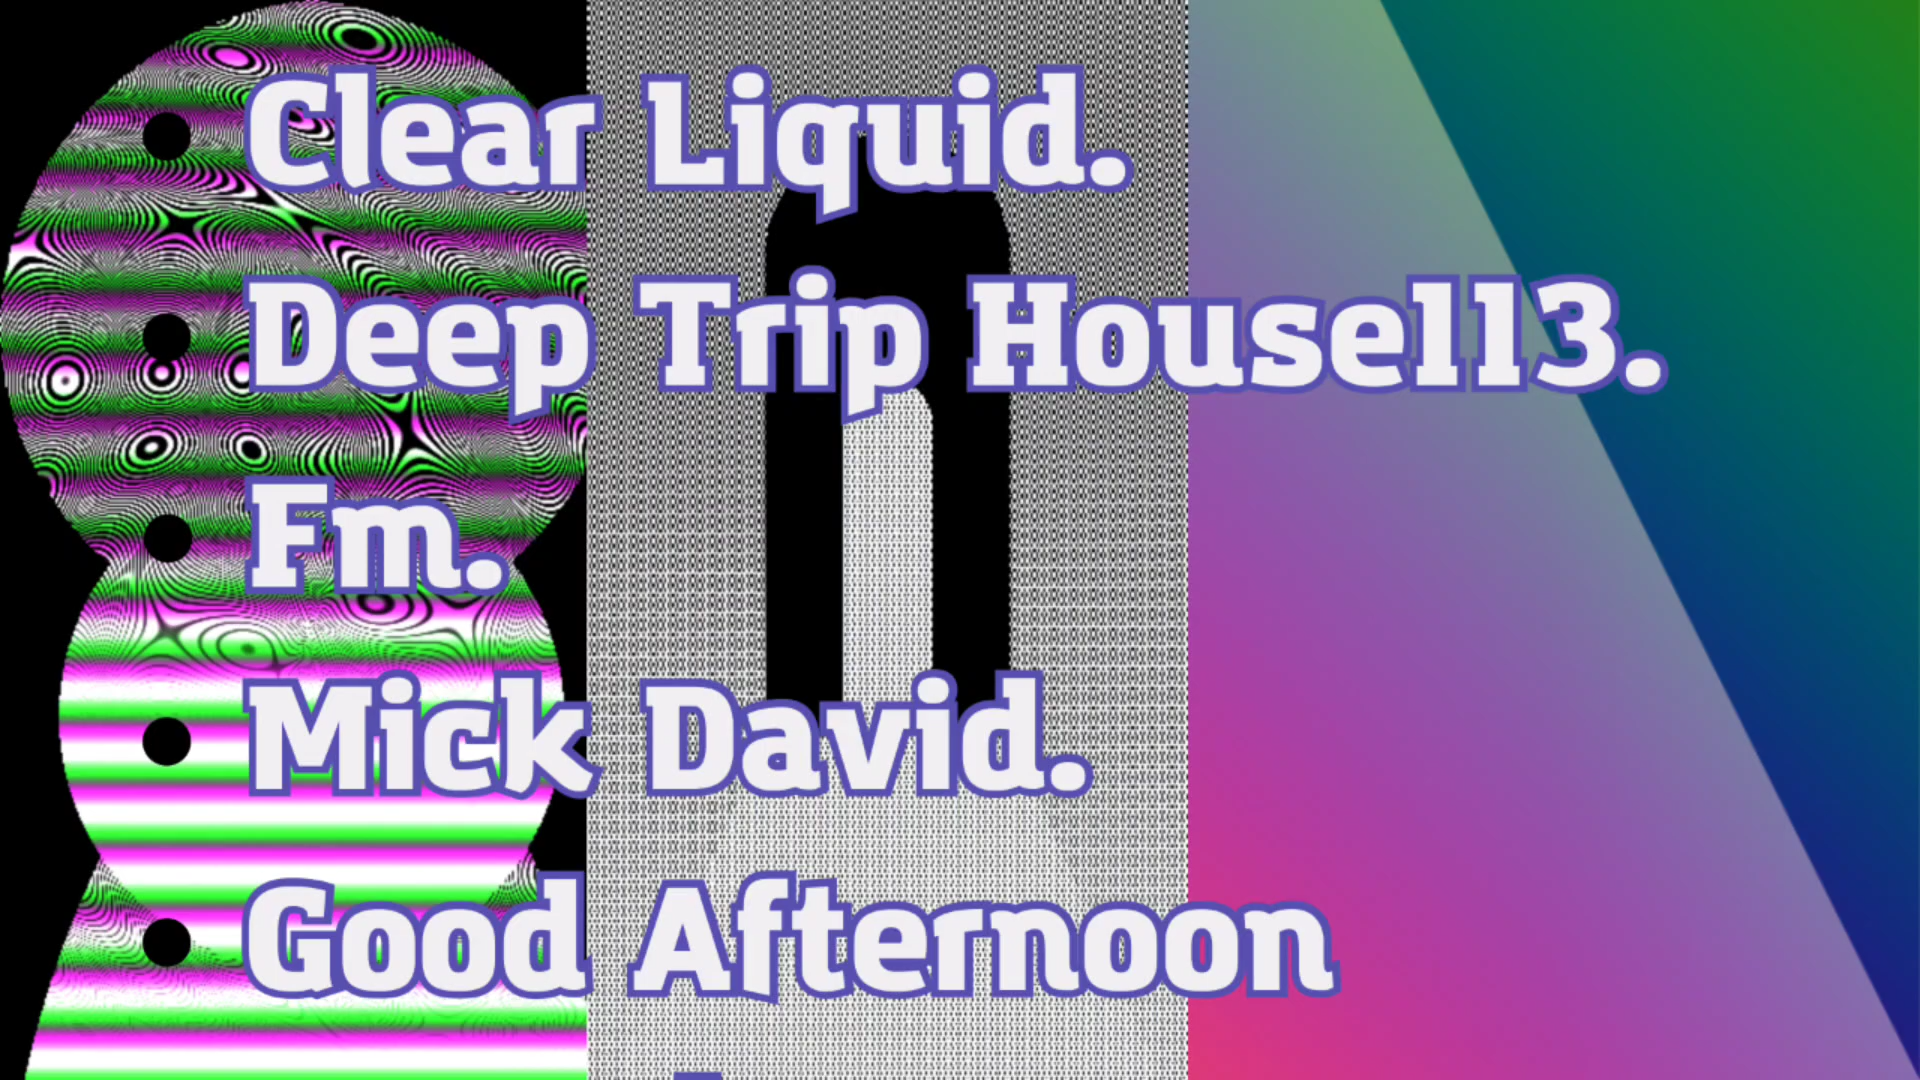 Clear Liquid.
Deep Trip House113.
Fm.
Mick David.
Good Afternoon